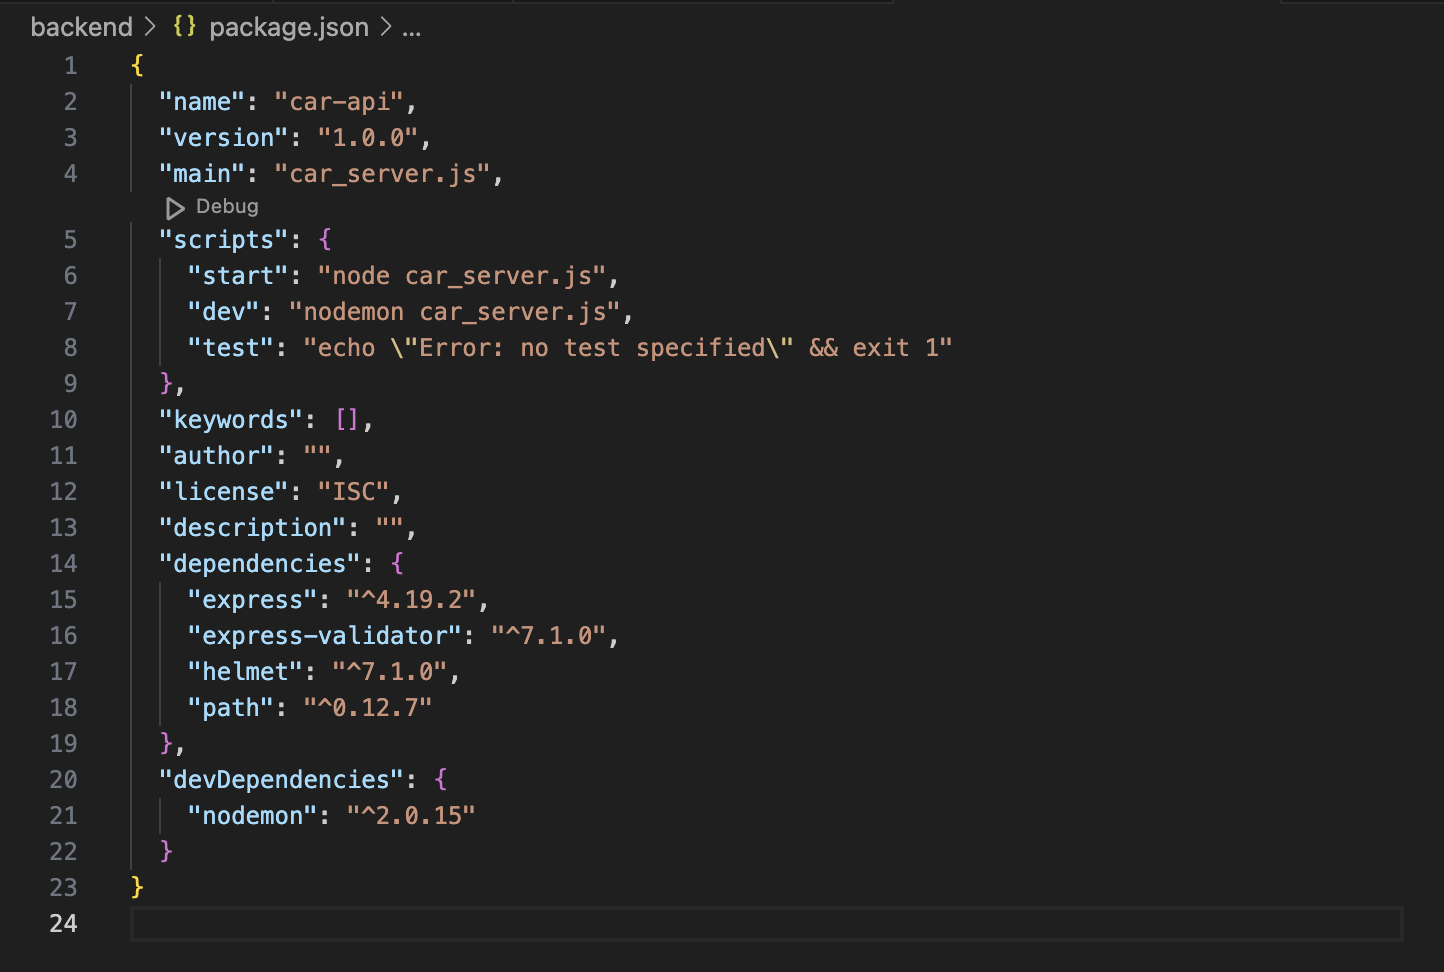 backend > {} package.json > ...
1 {
2 "name": "car-api",
3 "version": "1.0.0",
4 "main": "car_server.js",
Debug
5 "scripts": {
6 "start": "node car_server.js",
7 "dev": "nodemon car_server.js",
8 "test": "echo \"Error: no test specified\" && exit 1"
9 },
10 "keywords": [],
11 "author": "",
12 "license": "ISC",
13 "description": "",
14 "dependencies": {
15 "express": "^4.19.2",
16 "express-validator": "^7.1.0",
17 "helmet": "^7.1.0",
18 "path": "^0.12.7"
19 },
20 "devDependencies": {
21 "nodemon": "^2.0.15"
22 }
23 }
24